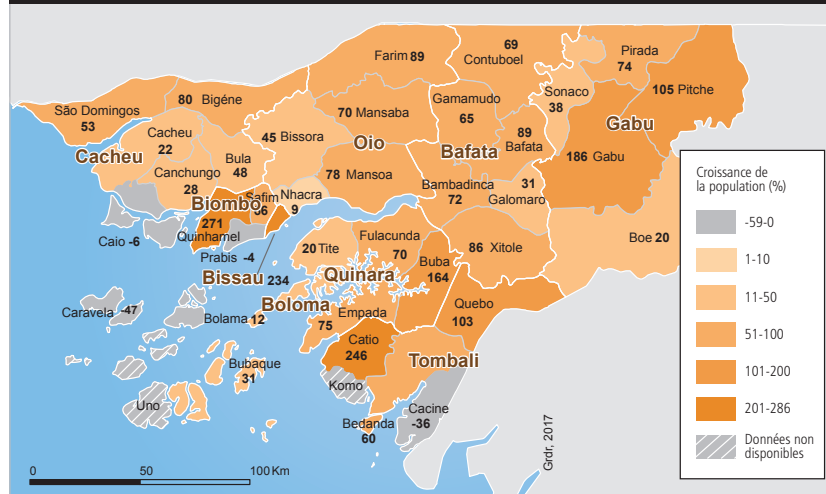 Farim 89
69
Contuboel
Pirada
74
105 Pitche
São Domingos
53
80 Bigéne
70 Mansaba
Gamamudo
65
Sonaco
38
Gabu
Cacheu
22
45 Bissora
Oio
89
Bafata
Bafata
186 Gabu
Cacheu
Bula
48
Canchungo
28
78 Mansoa
Bambadinca
72
31
Galomaro
Biombo
Safim
36
Nhacra
9
271
Quinhamel
Caio -6
Prabis -4
20 Tite
Fulacunda
70
86 Xitole
Boe 20
Bissau 234
Quinara
Buba
164
Boloma
Quebo
103
Caravela -47
Bolama 12
Empada
75
Catio
246
Tombali
Bubaque
31
Komo
Uno
Cacine
-36
Bedanda
60
Croissance de
la population (%)
-59-0
1-10
11-50
51-100
101-200
201-286
Données non
disponibles
Grdr, 2017
0 50 100 Km